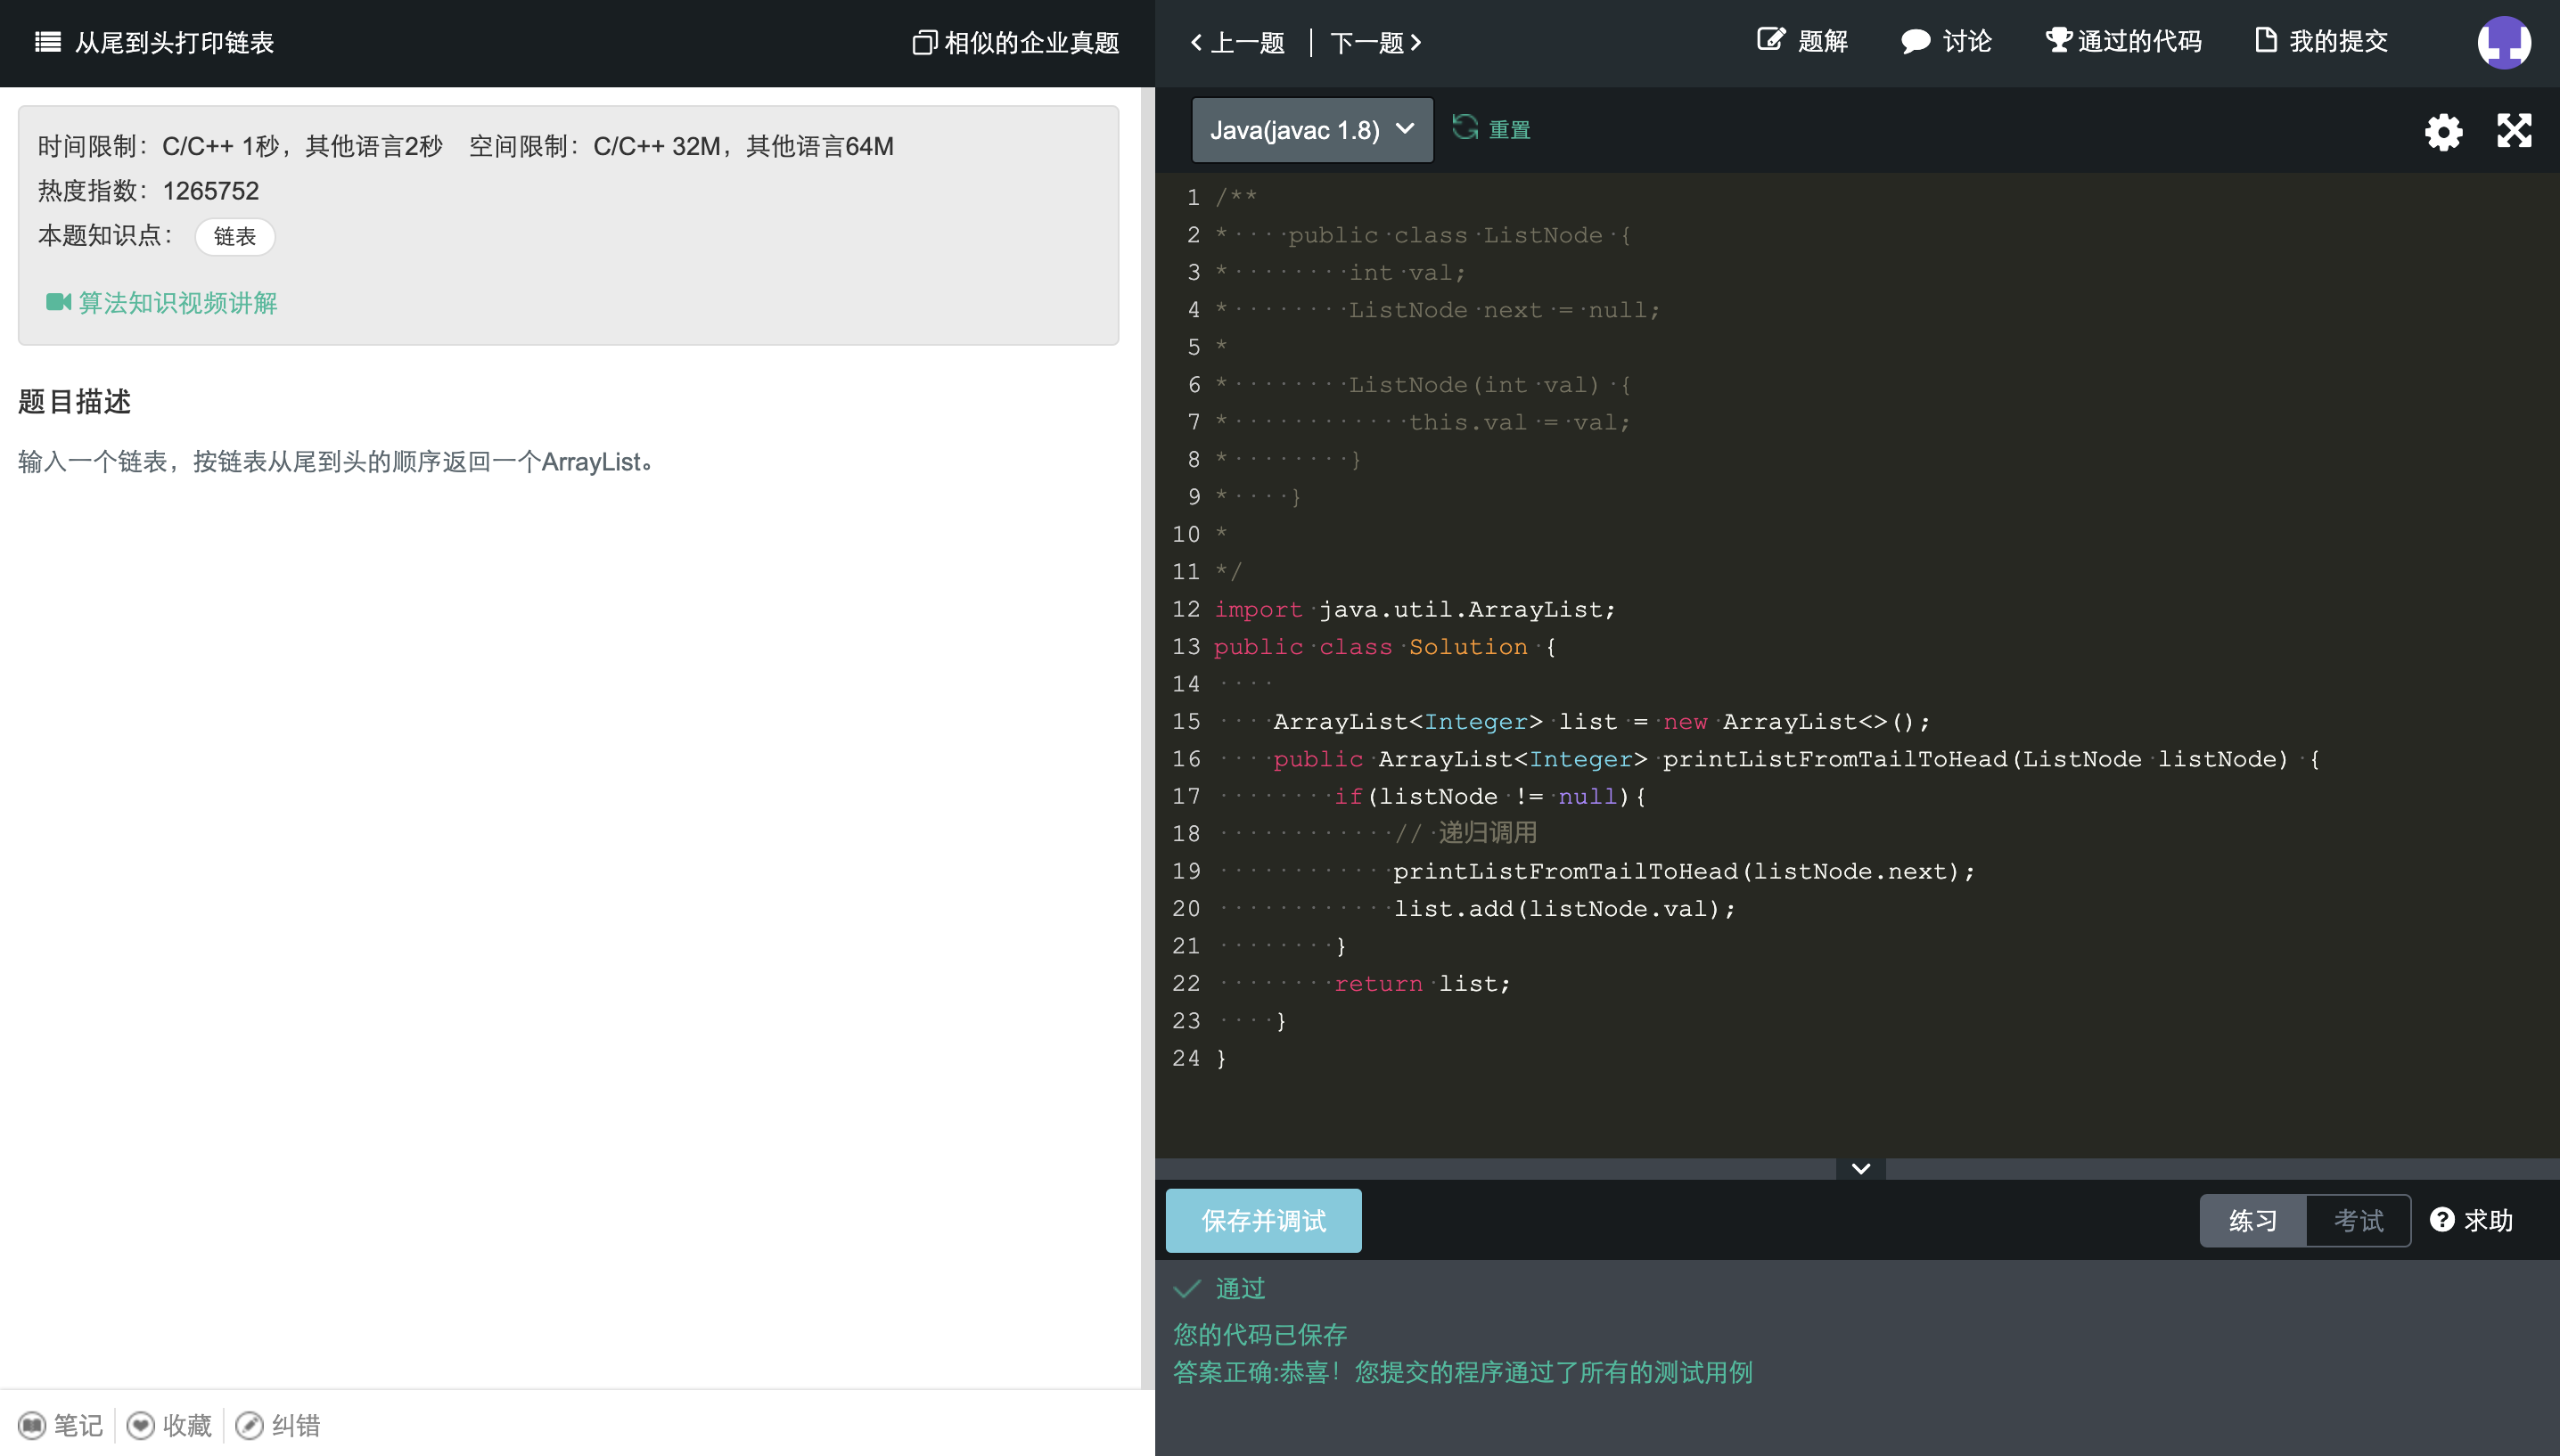 从尾到头打印链表
相似的企业真题
上一题 | 下一题
题解
讨论
通过的代码
我的提交
时间限制：C/C++ 1秒，其他语言2秒 空间限制：C/C++ 32M，其他语言64M
热度指数：1265752
本题知识点： 链表
算法知识视频讲解
题目描述
输入一个链表，按链表从尾到头的顺序返回一个ArrayList。
笔记
收藏
纠错
Java(javac 1.8)
重置
1 /**
2 *    public class ListNode {
3 *        int val;
4 *        ListNode next = null;
5 *
6 *        ListNode(int val) {
7 *            this.val = val;
8 *        }
9 *    }
10 *
11 */
12 import java.util.ArrayList;
13 public class Solution {
14
15     ArrayList<Integer> list = new ArrayList<>();
16     public ArrayList<Integer> printListFromTailToHead(ListNode listNode) {
17         if(listNode != null){
18             // 递归调用
19             printListFromTailToHead(listNode.next);
20             list.add(listNode.val);
21         }
22         return list;
23     }
24 }
保存并调试
练习
考试
求助
通过
您的代码已保存
答案正确:恭喜！您提交的程序通过了所有的测试用例